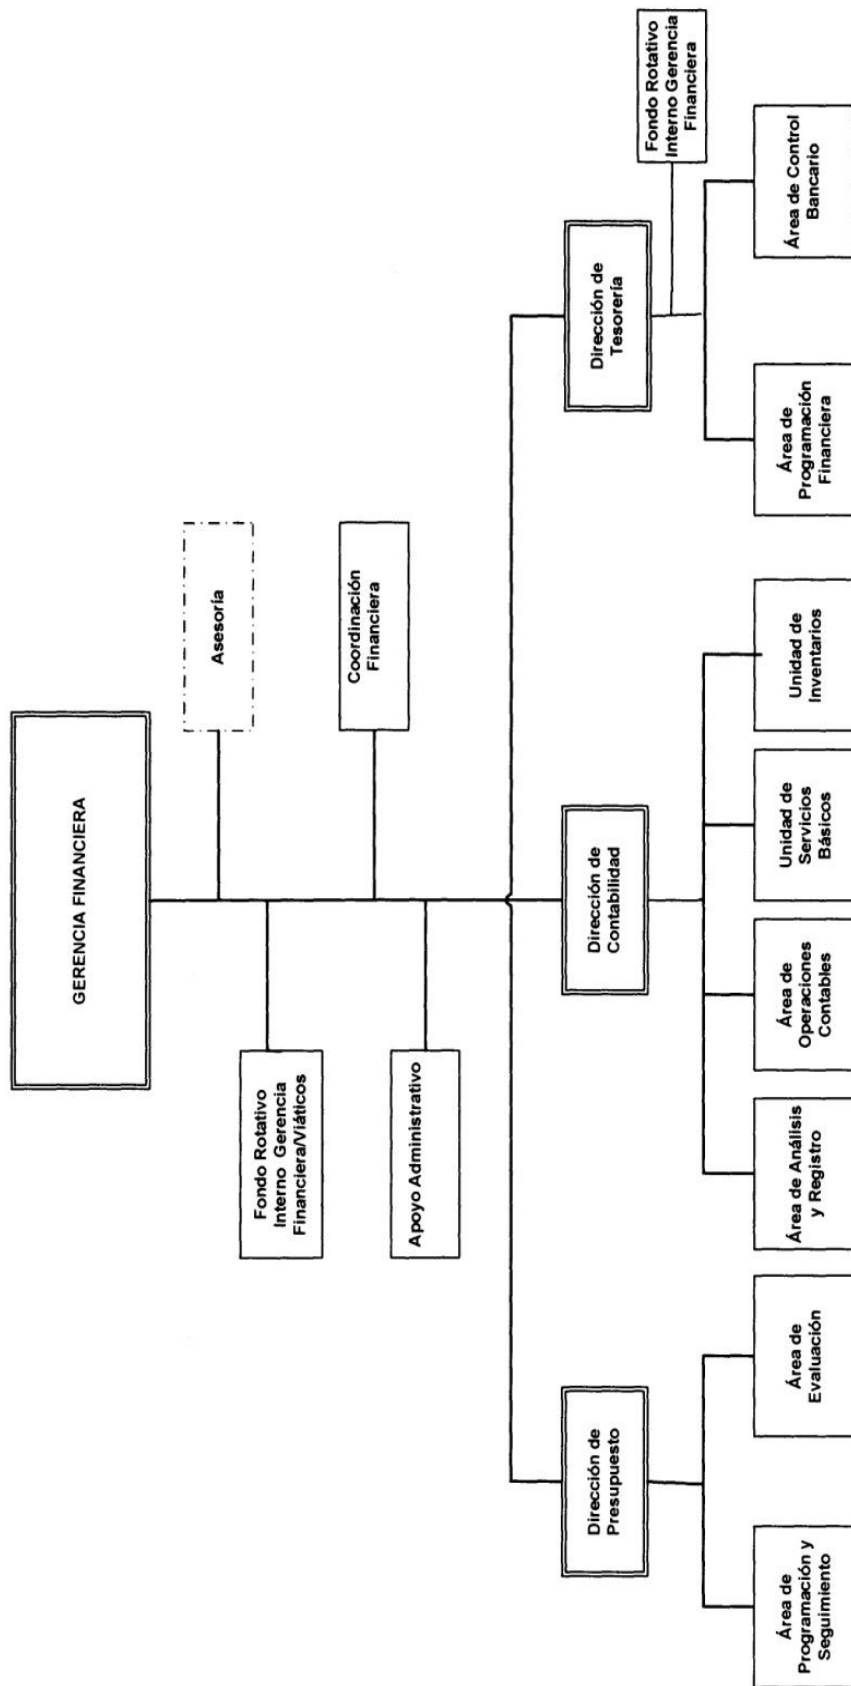 GERENCIA FINANCIERA
Asesoría
Fondo Rotativo
Interno Gerencia
Financiera/Viáticos
Coordinación
Financiera
Apoyo Administrativo
Dirección de
Presupuesto
Dirección de
Contabilidad
Dirección de
Tesorería
Fondo Rotativo
Interno Gerencia
Financiera
Área de
Programación y
Seguimiento
Área de
Evaluación
Área de Análisis
y Registro
Área de
Operaciones
Contables
Unidad de
Servicios
Básicos
Unidad de
Inventarios
Área de
Programación
Financiera
Área de Control
Bancario